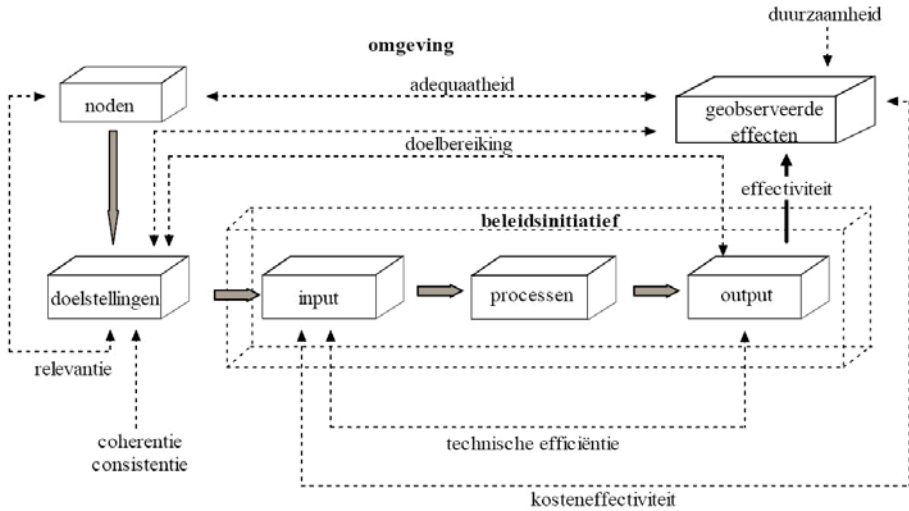 duurzaamheid
omgeving
noden
adequaatheid
geobserveerde
effecten
doelbereiking
effectiviteit
beleidsinitiatief
doelstellingen
input
processen
output
relevantie
coherentie
consistentie
technische efficiëntie
kosteneffectiviteit